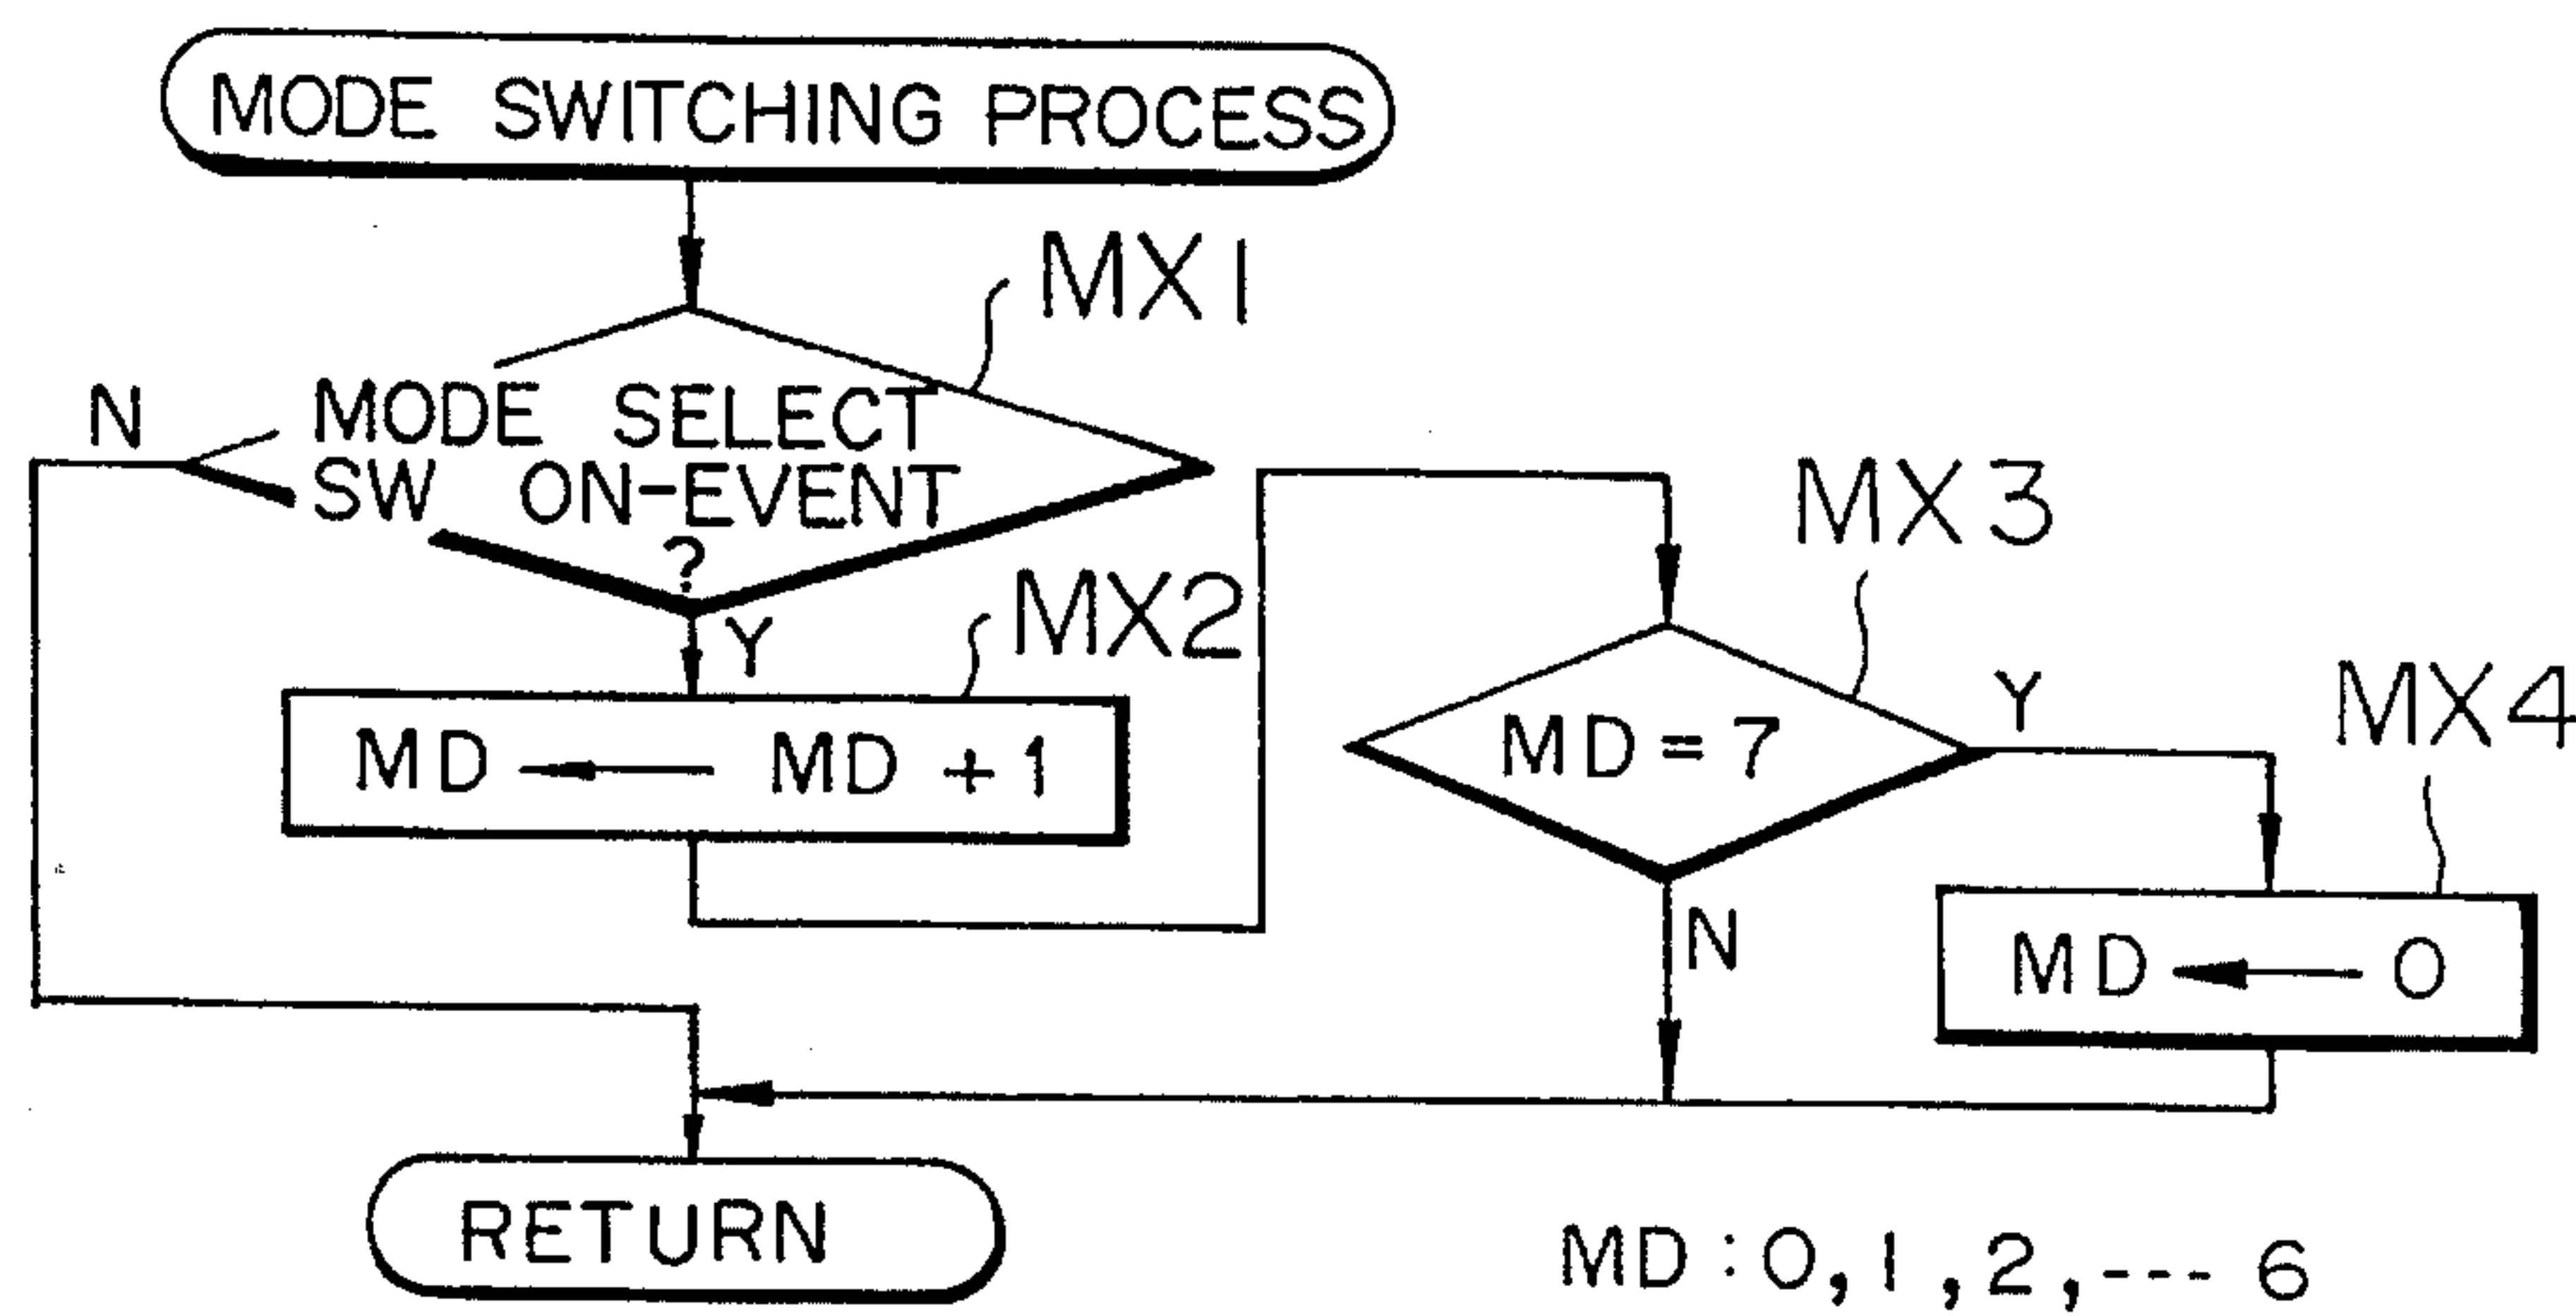 MODE SWITCHING PROCESS
MX1
N
MODE SELECT
SW ON-EVENT
?
Y
MX2
MD ← MD + 1
MX3
MD = 7
Y
N
MX4
MD ← 0
RETURN
MD : 0, 1, 2, --- 6